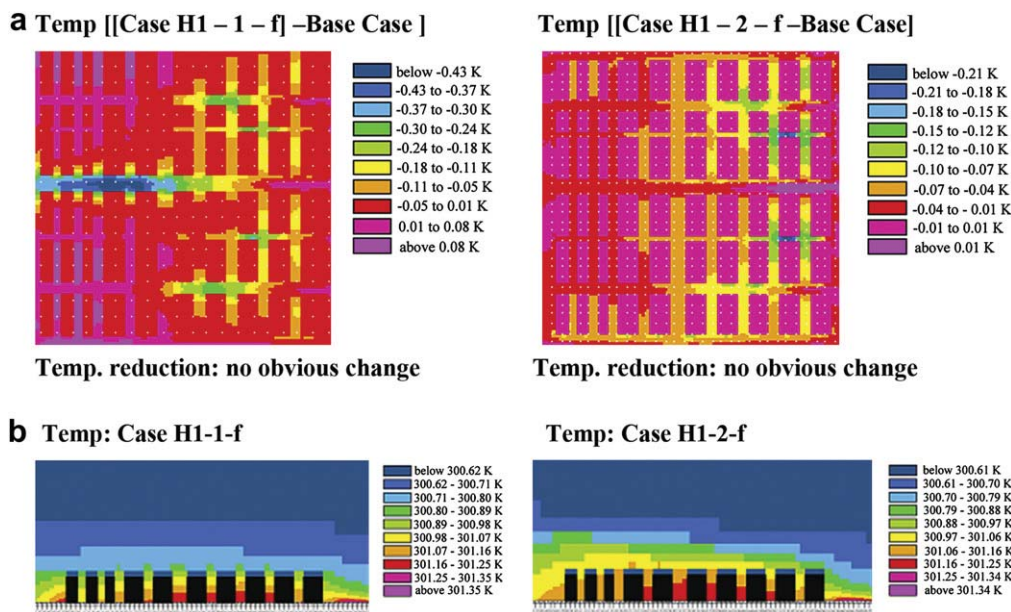 a Temp [[Case H1 – 1 – f] –Base Case ]
below -0.43 K
-0.43 to -0.37 K
-0.37 to -0.30 K
-0.30 to -0.24 K
-0.24 to -0.18 K
-0.18 to -0.11 K
-0.11 to -0.05 K
-0.05 to 0.01 K
0.01 to 0.08 K
above 0.08 K
Temp. reduction: no obvious change
Temp [[Case H1 – 2 – f –Base Case]
below -0.21 K
-0.21 to -0.18 K
-0.18 to -0.15 K
-0.15 to -0.12 K
-0.12 to -0.10 K
-0.10 to -0.07 K
-0.07 to -0.04 K
-0.04 to - 0.01 K
-0.01 to 0.01 K
above 0.01 K
Temp. reduction: no obvious change
b Temp: Case H1-1-f
below 300.62 K
300.62 - 300.71 K
300.71 - 300.80 K
300.80 - 300.89 K
300.89 - 300.98 K
300.98 - 301.07 K
301.07 - 301.16 K
301.16 - 301.25 K
301.25 - 301.35 K
above 301.35 K
Temp: Case H1-2-f
below 300.61 K
300.61 - 300.70 K
300.70 - 300.79 K
300.79 - 300.88 K
300.88 - 300.97 K
300.97 - 301.06 K
301.06 - 301.16 K
301.16 - 301.25 K
301.25 - 301.34 K
above 301.34 K